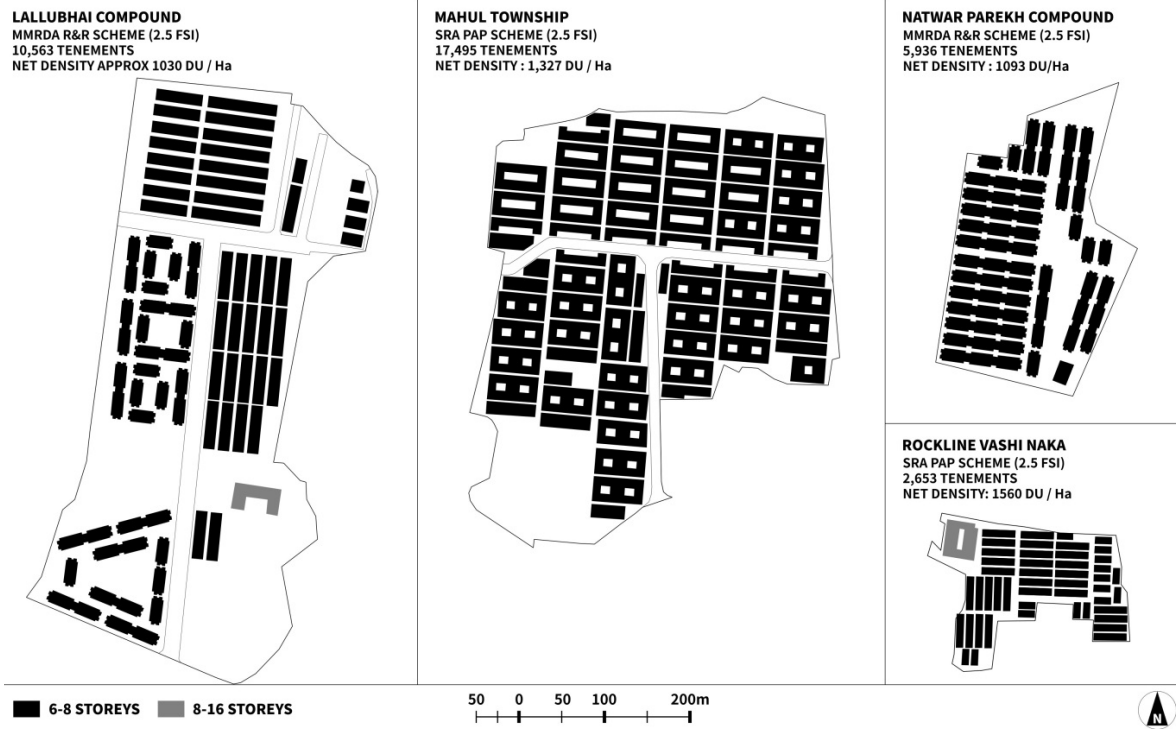 LALLUBHAI COMPOUND
MMRDA R&R SCHEME (2.5 FSI)
10,563 TENEMENTS
NET DENSITY APPROX 1030 DU / Ha
MAHUL TOWNSHIP
SRA PAP SCHEME (2.5 FSI)
17,495 TENEMENTS
NET DENSITY : 1,327 DU / Ha
NATWAR PAREKH COMPOUND
MMRDA R&R SCHEME (2.5 FSI)
5,936 TENEMENTS
NET DENSITY : 1093 DU/Ha
ROCKLINE VASHI NAKA
SRA PAP SCHEME (2.5 FSI)
2,653 TENEMENTS
NET DENSITY: 1560 DU / Ha
6-8 STOREYS
8-16 STOREYS
50 0 50 100 200m
N